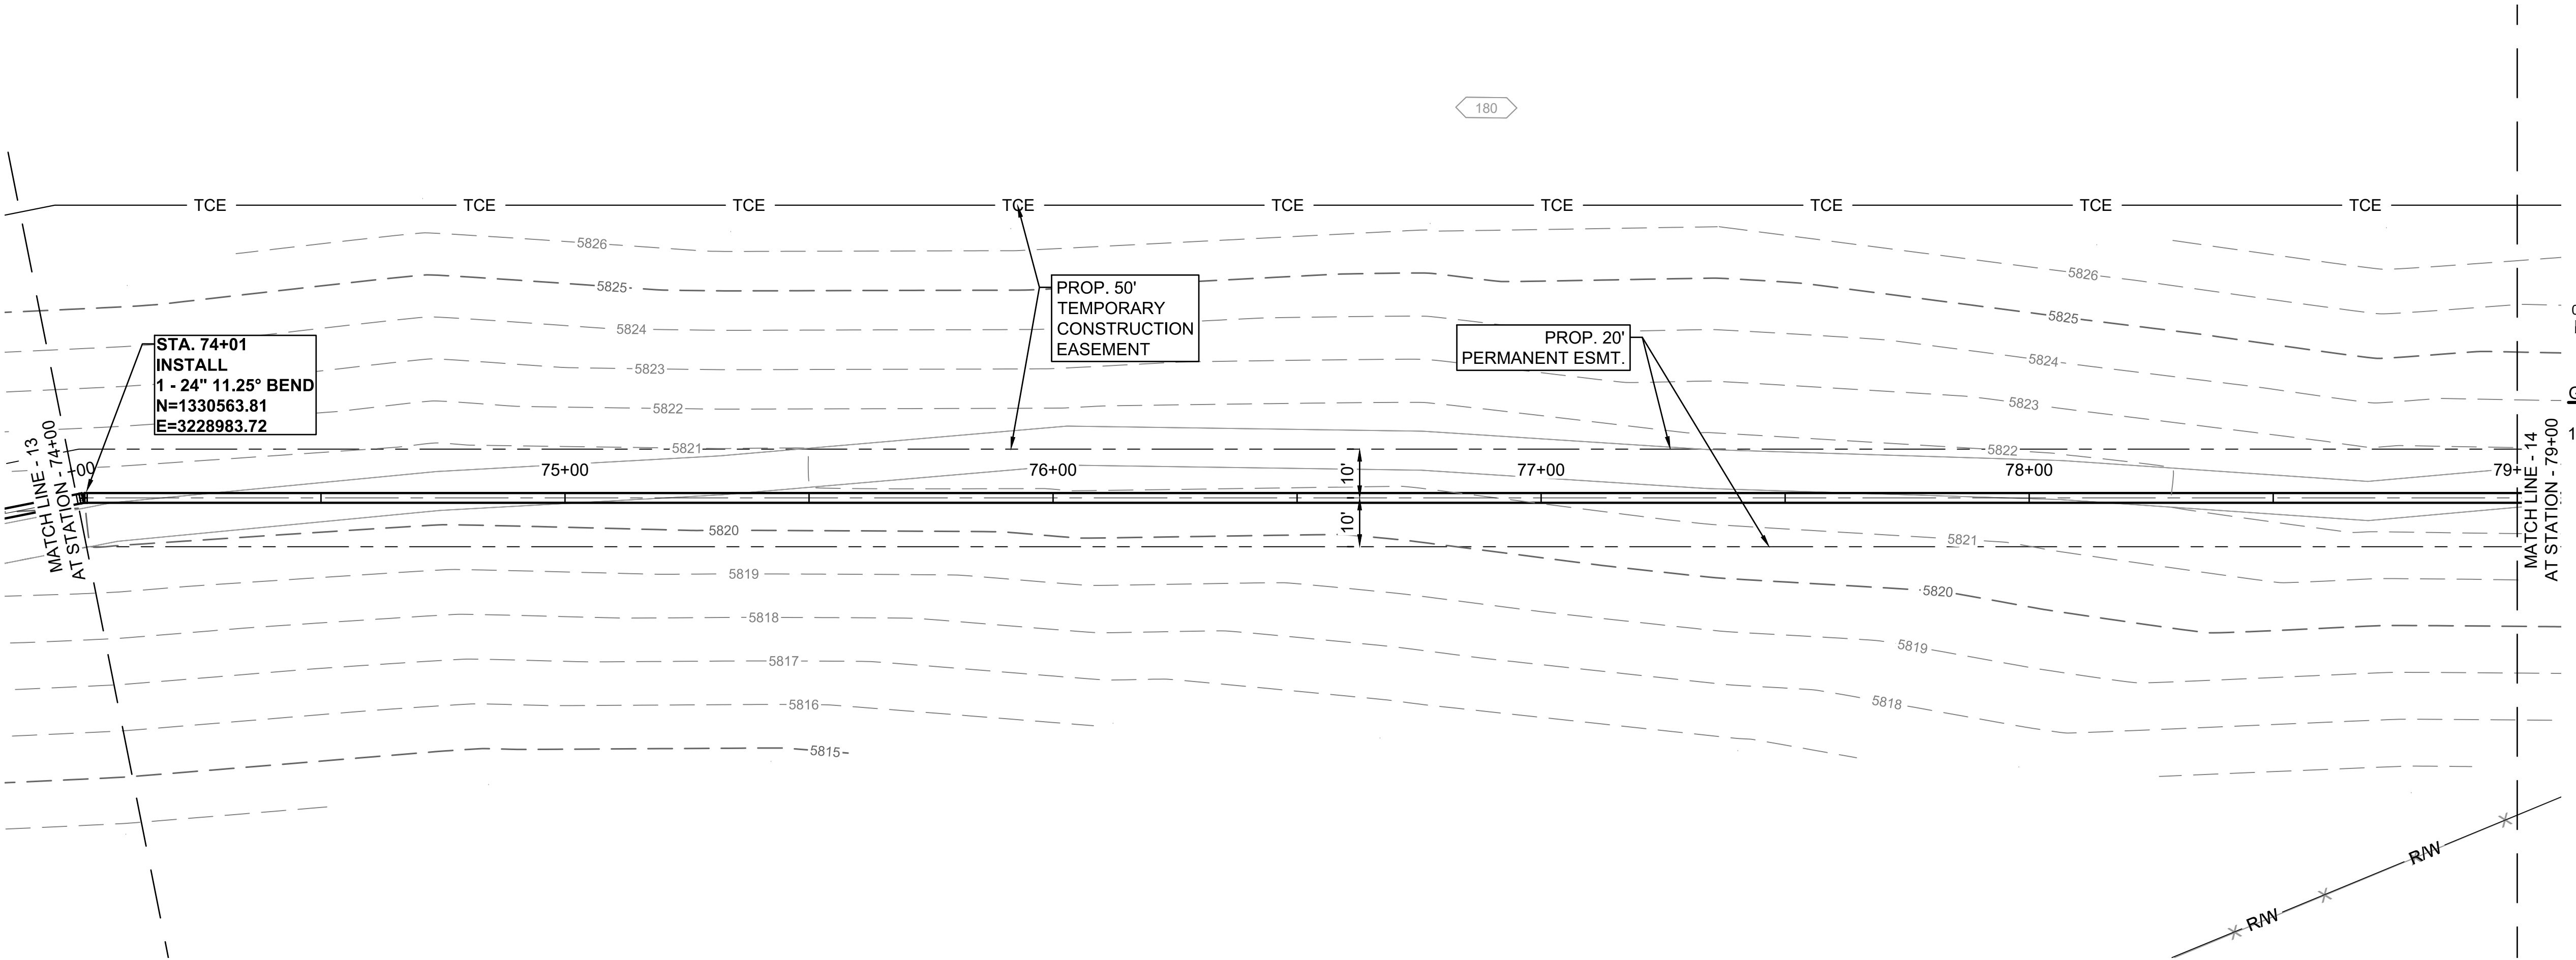 180
TCE TCE TCE TCE TCE TCE TCE TCE TCE
5826
5826
5825
5825
PROP. 50'
TEMPORARY
CONSTRUCTION
EASEMENT
5824
5824
PROP. 20'
PERMANENT ESMT.
STA. 74+01
INSTALL
1 - 24" 11.25° BEND
N=1330563.81
E=3228983.72
5823
5823
5822
5822
5821
MATCH LINE - 13
AT STATION - 74+00
+00 75+00 76+00 77+00 78+00 79+
10'
10'
MATCH LINE - 14
AT STATION - 79+00
5820
5821
5819
5820
5818
5819
5817
5818
5816
5815
R/W
R/W